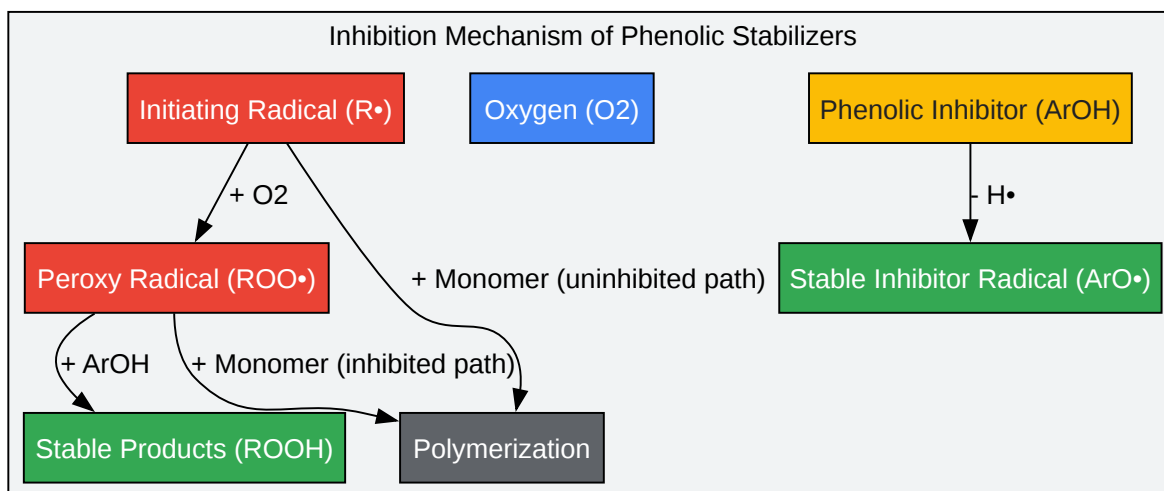 Inhibition Mechanism of Phenolic Stabilizers
Initiating Radical (R•)
Oxygen (O2)
Phenolic Inhibitor (ArOH)
+ O2
- H•
Peroxy Radical (ROO•)
+ Monomer (uninhibited path)
Stable Inhibitor Radical (ArO•)
+ ArOH
+ Monomer (inhibited path)
Stable Products (ROOH)
Polymerization